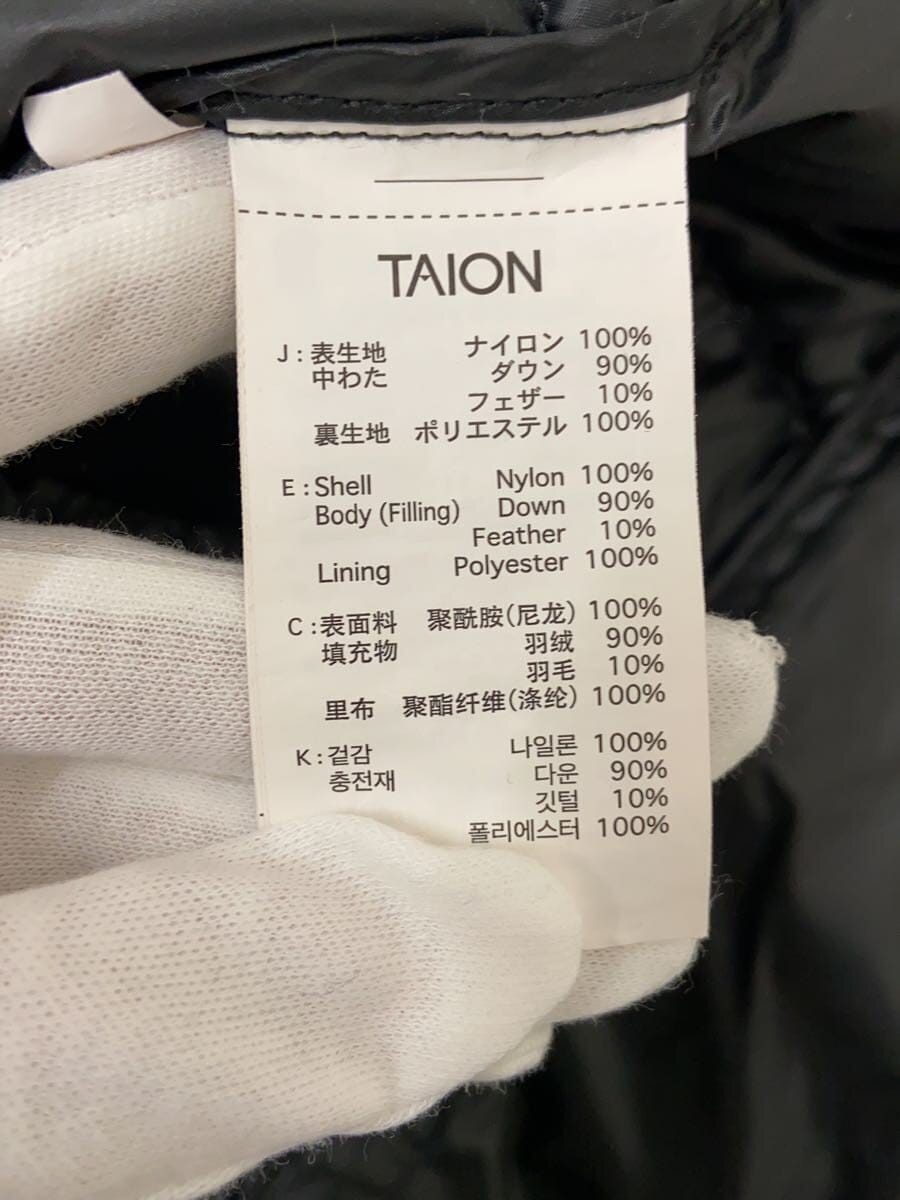 TAION
J : 表生地 ナイロン 100%
中わた ダウン 90%
フェザー 10%
裏生地 ポリエステル 100%
E : Shell Nylon 100%
Body (Filling) Down 90%
Feather 10%
Lining Polyester 100%
C : 表面料 聚酰胺(尼龙) 100%
填充物 羽绒 90%
羽毛 10%
里布 聚酯纤维(涤纶) 100%
K : 겉감 나일론 100%
충전재 다운 90%
깃털 10%
폴리에스터 100%